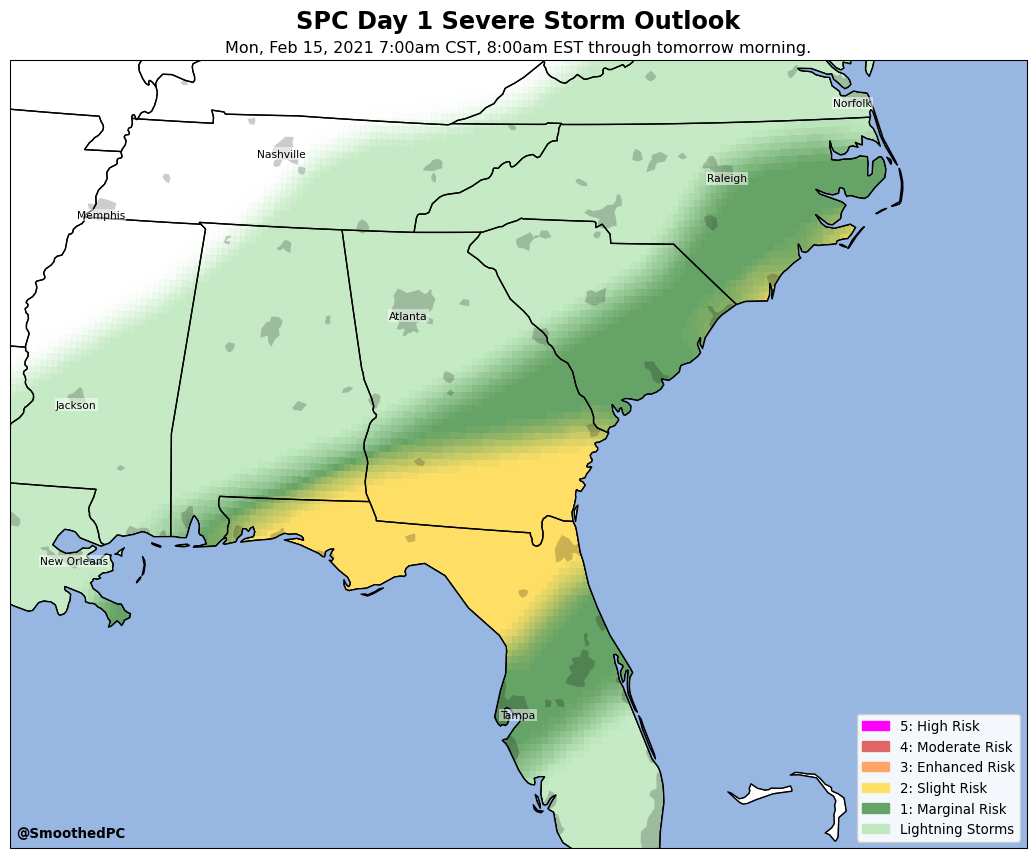 SPC Day 1 Severe Storm Outlook
Mon, Feb 15, 2021 7:00am CST, 8:00am EST through tomorrow morning.
Norfolk
Nashville
Raleigh
Memphis
Atlanta
Jackson
New Orleans
Tampa
5: High Risk
4: Moderate Risk
3: Enhanced Risk
2: Slight Risk
1: Marginal Risk
Lightning Storms
@SmoothedPC